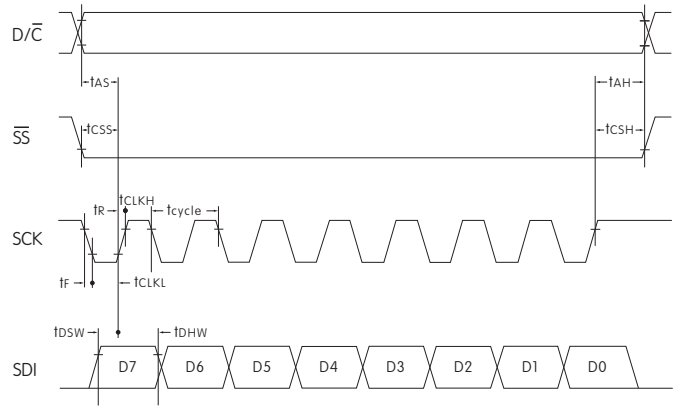 D/C̅
tAS
tAH
S̅S̅
tCSS
tCSH
tCLKH
tR
tcycle
SCK
tF
tCLKL
tDSW
tDHW
SDI
D7 D6 D5 D4 D3 D2 D1 D0